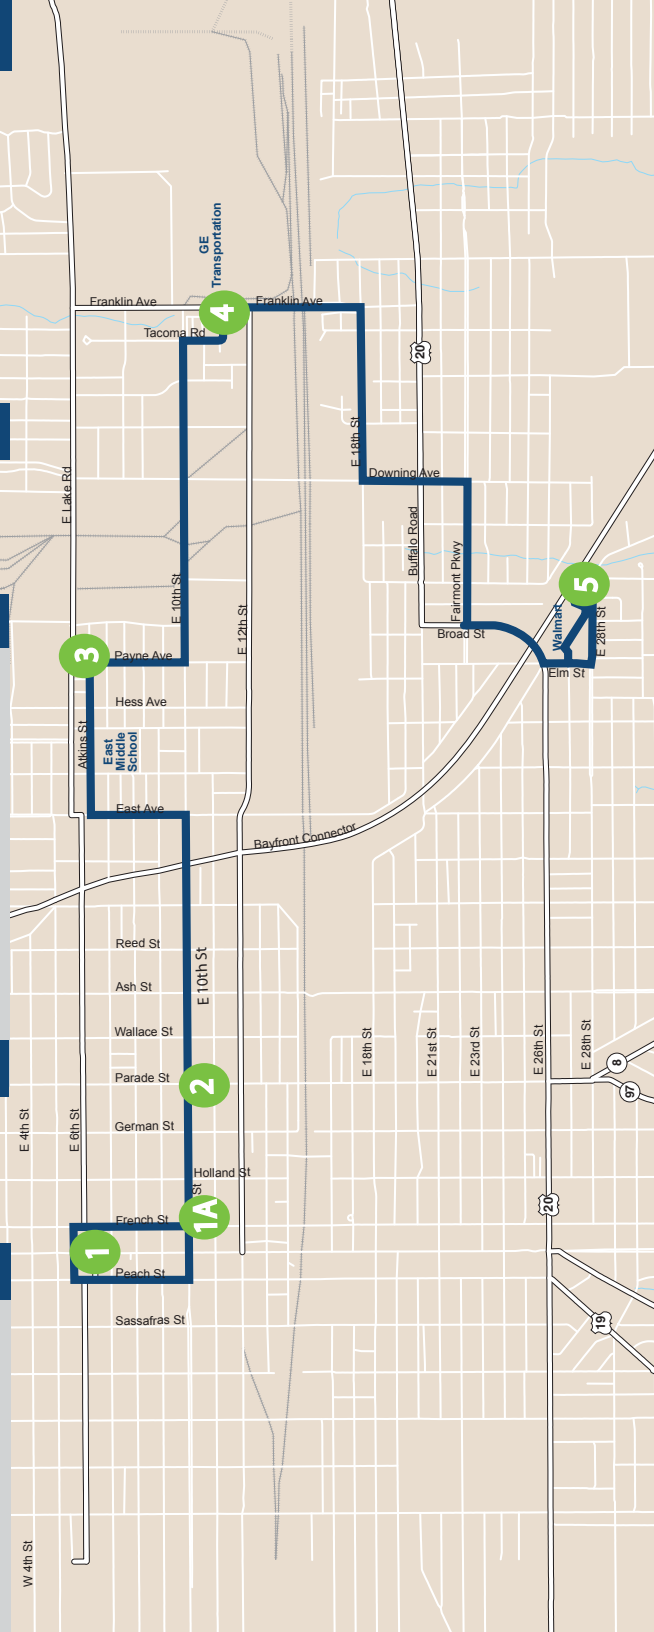 GE
Transportation
Franklin Ave
4
Franklin Ave
Tacoma Rd
20
E 18th St
Downing Ave
E Lake Rd
Buffalo Road
Fairmont Pkwy
E 10th St
E 12th St
Walmart
5
E 28th St
Broad St
3
Payne Ave
Elm St
Hess Ave
Atkins St
East
Middle
School
East Ave
Bayfront Connector
Reed St
E 10th St
Ash St
Wallace St
E 18th St
E 21st St
E 23rd St
E 26th St
E 28th St
8
97
Parade St
2
E 4th St
E 6th St
German St
Holland St
St
20
French St
1A
1
Peach St
Sassafras St
19
W 4th St